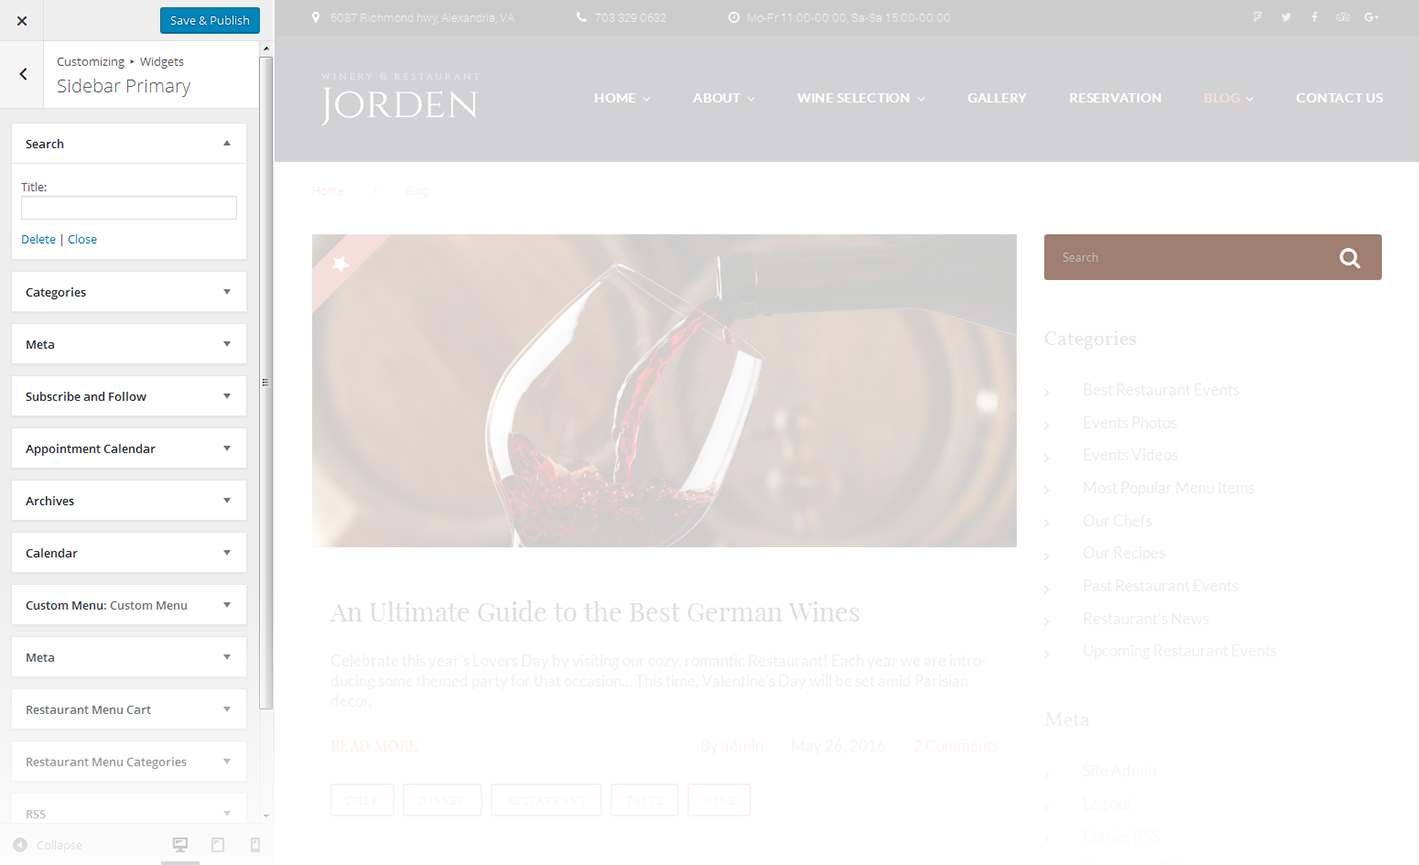 Save & Publish
Customizing ▸ Widgets
Sidebar Primary
Search
Title:
Delete | Close
Categories
Meta
Subscribe and Follow
Appointment Calendar
Archives
Calendar
Custom Menu: Custom Menu
Meta
Restaurant Menu Cart
Restaurant Menu Categories
RSS
Collapse
6087 Richmond hwy, Alexandria, VA
703 329 0632
Mo-Fr 11:00-00:00, Sa-Sa 15:00-00:00
WINERY & RESTAURANT
JORDEN
HOME
ABOUT
WINE SELECTION
GALLERY
RESERVATION
BLOG
CONTACT US
Home / Blog
An Ultimate Guide to the Best German Wines
Celebrate this year's Lovers Day by visiting our cozy, romantic Restaurant! Each year we are intro-
ducing some themed party for that occasion... This time, Valentine's Day will be set amid Parisian
decor.
READ MORE
By admin
May 26, 2016
2 Comments
CHEF
DINNER
RESTAURANT
TASTE
WINE
Search
Categories
Best Restaurant Events
Events Photos
Events Videos
Most Popular Menu Items
Our Chefs
Our Recipes
Past Restaurant Events
Restaurant's News
Upcoming Restaurant Events
Meta
Site Admin
Log out
Entries RSS